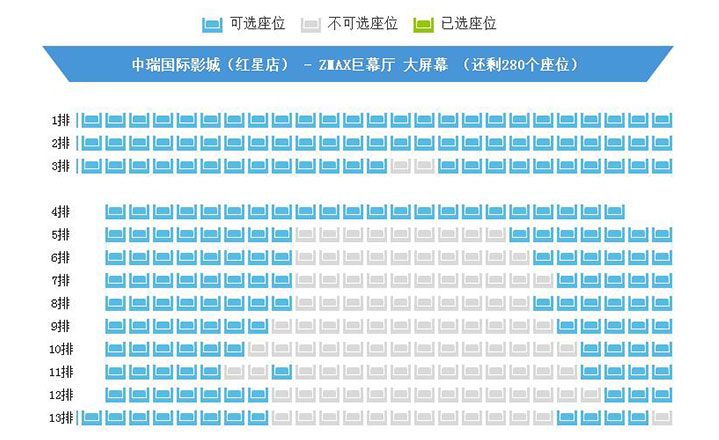 可选座位 不可选座位 已选座位
中瑞国际影城（红星店） - ZMAX巨幕厅 大屏幕 （还剩280个座位）
1排
2排
3排
4排
5排
6排
7排
8排
9排
10排
11排
12排
13排